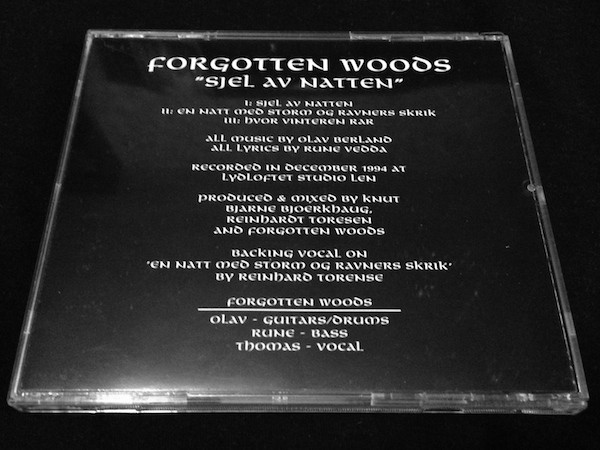 FORGOTTEN WOODS
"SJEL AV NATTEN"
I: SJEL AV NATTEN
II: EN NATT MED STORM OG RAVNERS SKRIK
III: HVOR VINTEREN RAR
ALL MUSIC BY OLAV BERLAND
ALL LYRICS BY RUNE VEDDA
RECORDED IN DECEMBER 1994 AT
LYDLOFTET STUDIO LEN
PRODUCED & MIXED BY KNUT
BJARNE BJOERKHAUG,
REINHARDT TORESEN
AND FORGOTTEN WOODS
BACKING VOCAL ON
'EN NATT MED STORM OG RAVNERS SKRIK'
BY REINHARD TORENSE
FORGOTTEN WOODS
OLAV - GUITARS/DRUMS
RUNE - BASS
THOMAS - VOCAL